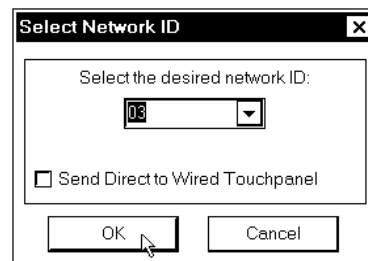 Select Network ID
Select the desired network ID:
03
Send Direct to Wired Touchpanel
OK Cancel